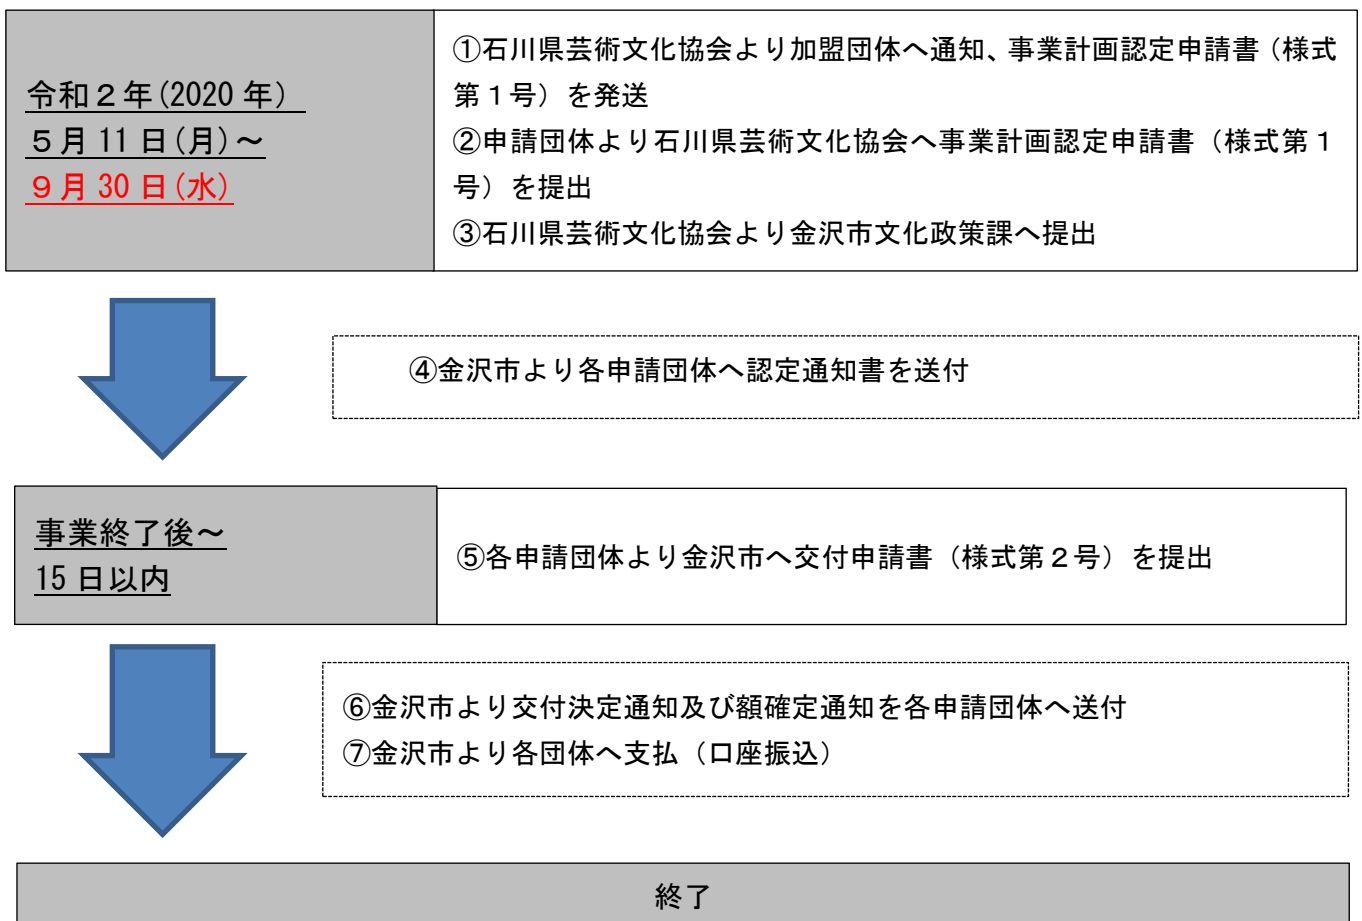 令和２年(2020 年)
５月 11 日(月)～
９月 30 日(水)
①石川県芸術文化協会より加盟団体へ通知、事業計画認定申請書（様式
第１号）を発送
②申請団体より石川県芸術文化協会へ事業計画認定申請書（様式第１
号）を提出
③石川県芸術文化協会より金沢市文化政策課へ提出
④金沢市より各申請団体へ認定通知書を送付
事業終了後～
15 日以内
⑤各申請団体より金沢市へ交付申請書（様式第２号）を提出
⑥金沢市より交付決定通知及び額確定通知を各申請団体へ送付
⑦金沢市より各団体へ支払（口座振込）
終了